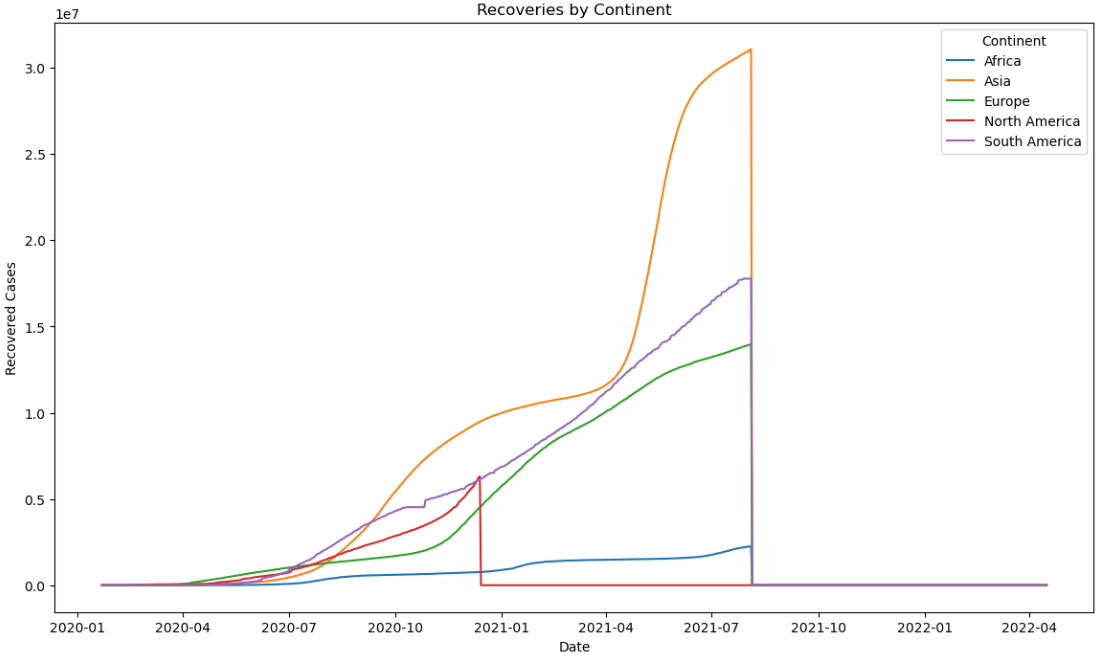 Recoveries by Continent
1e7
Continent
Africa
Asia
Europe
North America
South America
3.0
2.5
2.0
1.5
1.0
0.5
0.0
Recovered Cases
2020-01 2020-04 2020-07 2020-10 2021-01 2021-04 2021-07 2021-10 2022-01 2022-04
Date